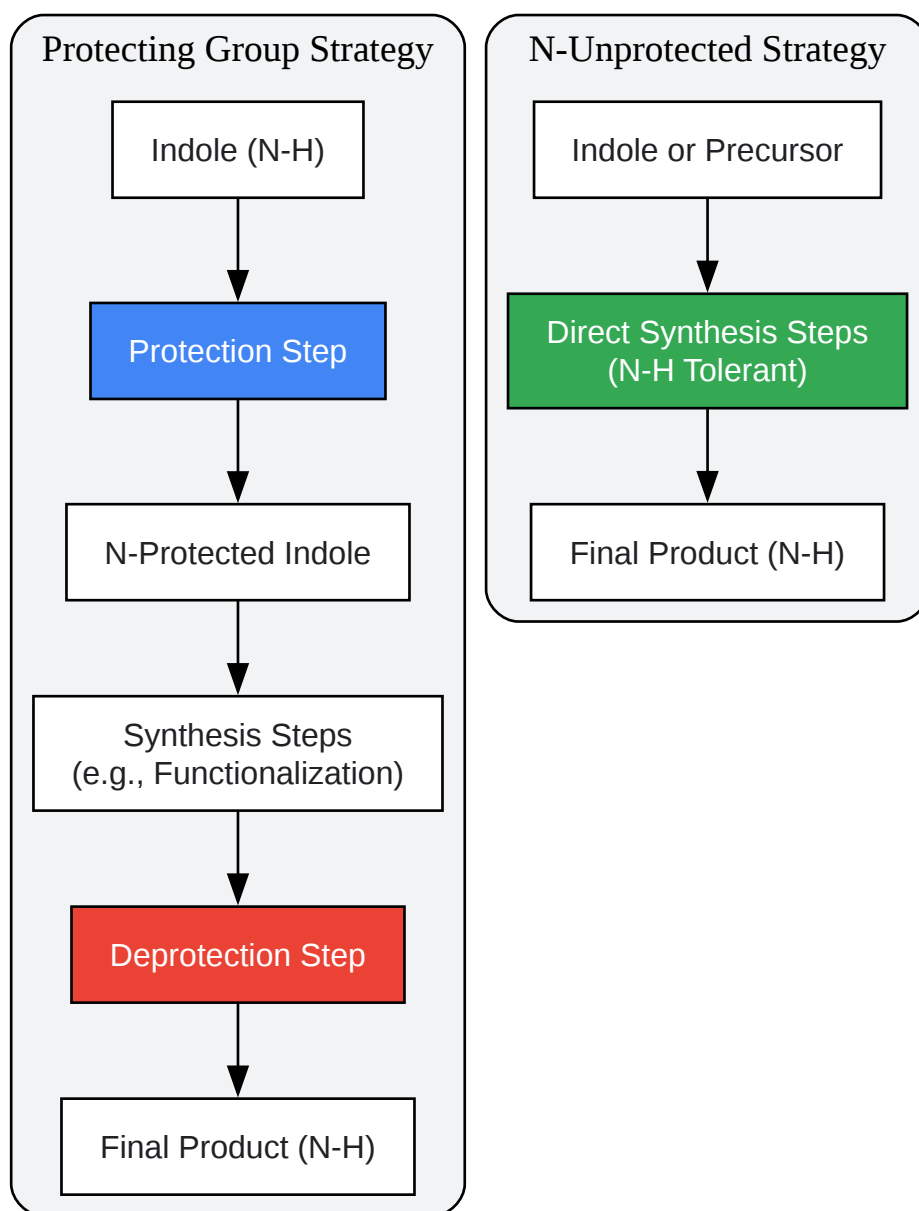 Protecting Group Strategy
Indole (N-H)
Protection Step
N-Protected Indole
Synthesis Steps
(e.g., Functionalization)
Deprotection Step
Final Product (N-H)
N-Unprotected Strategy
Indole or Precursor
Direct Synthesis Steps
(N-H Tolerant)
Final Product (N-H)